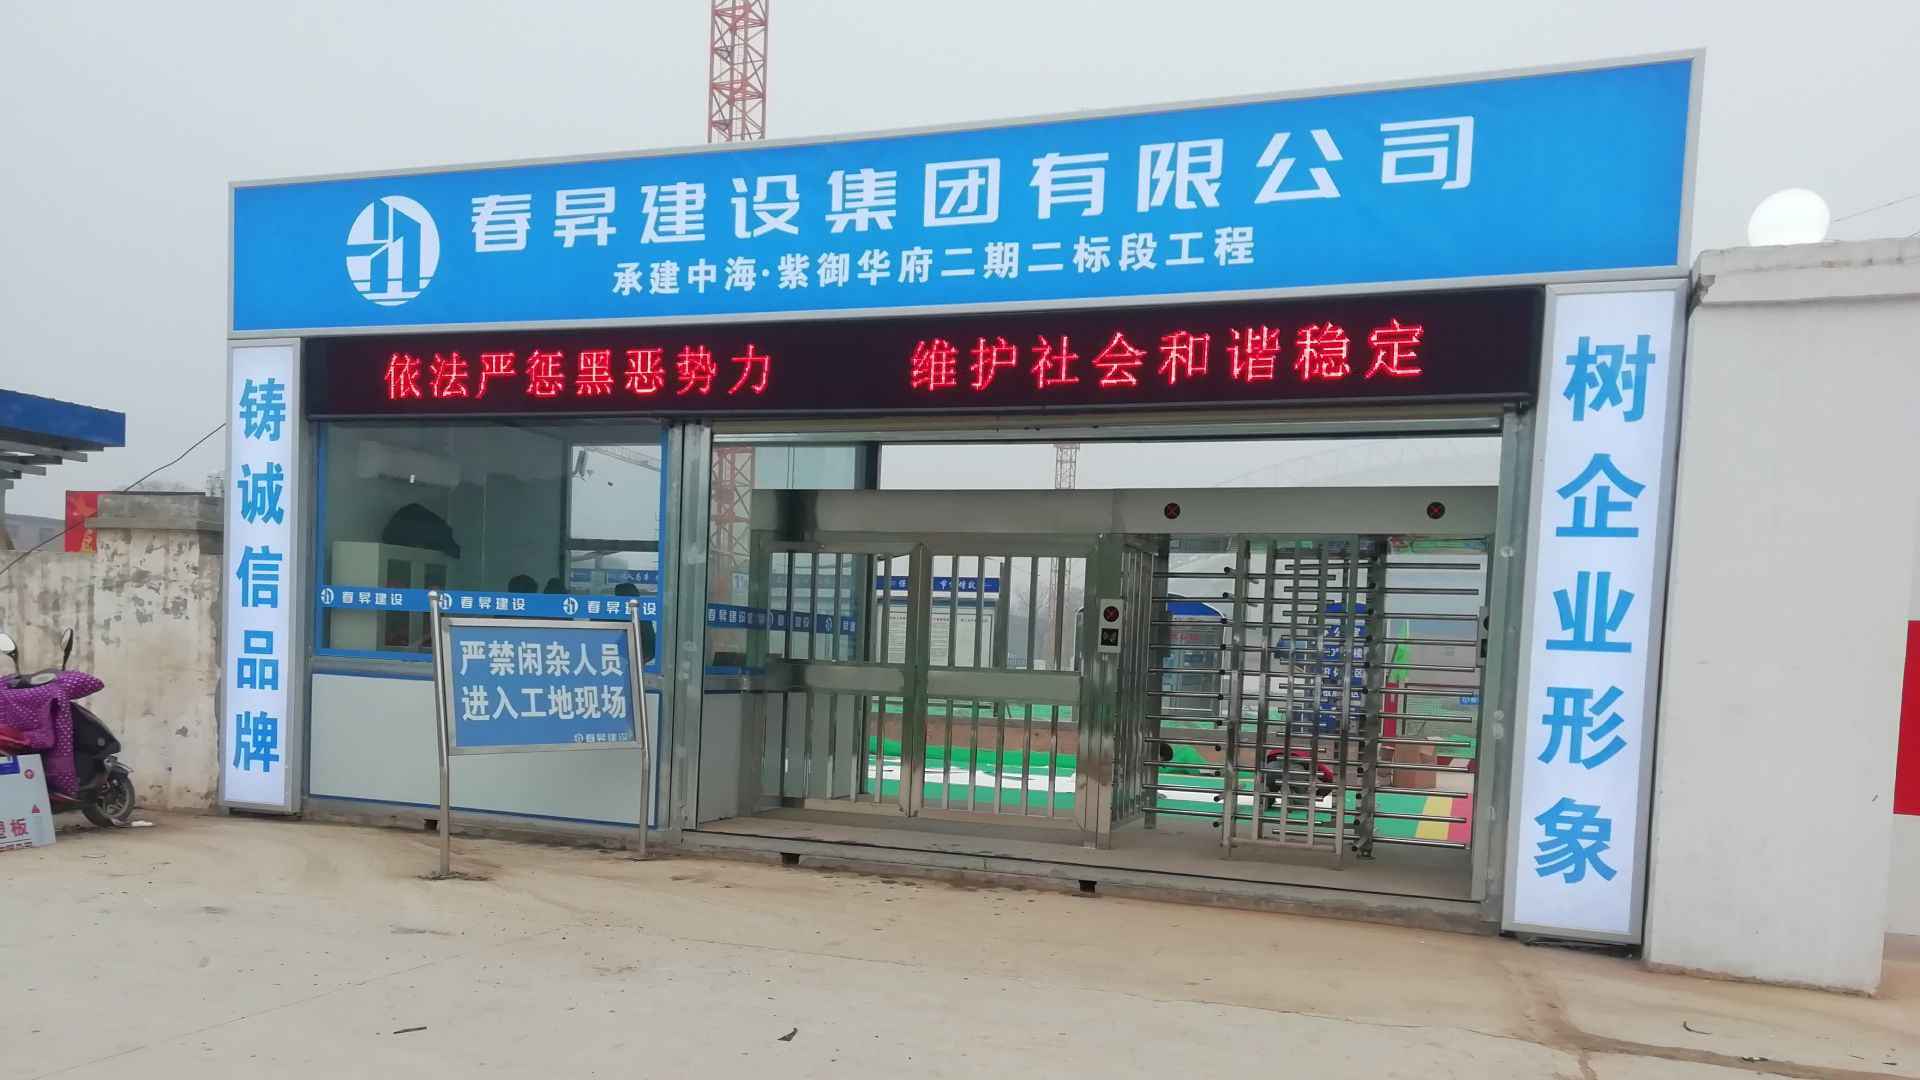 春昇建设集团有限公司
承建中海·紫御华府二期二标段工程
依法严惩黑恶势力 维护社会和谐稳定
铸诚信品牌
树企业形象
春昇建设 春昇建设 春昇建设
严禁闲杂人员
进入工地现场
春昇建设
春昇建设